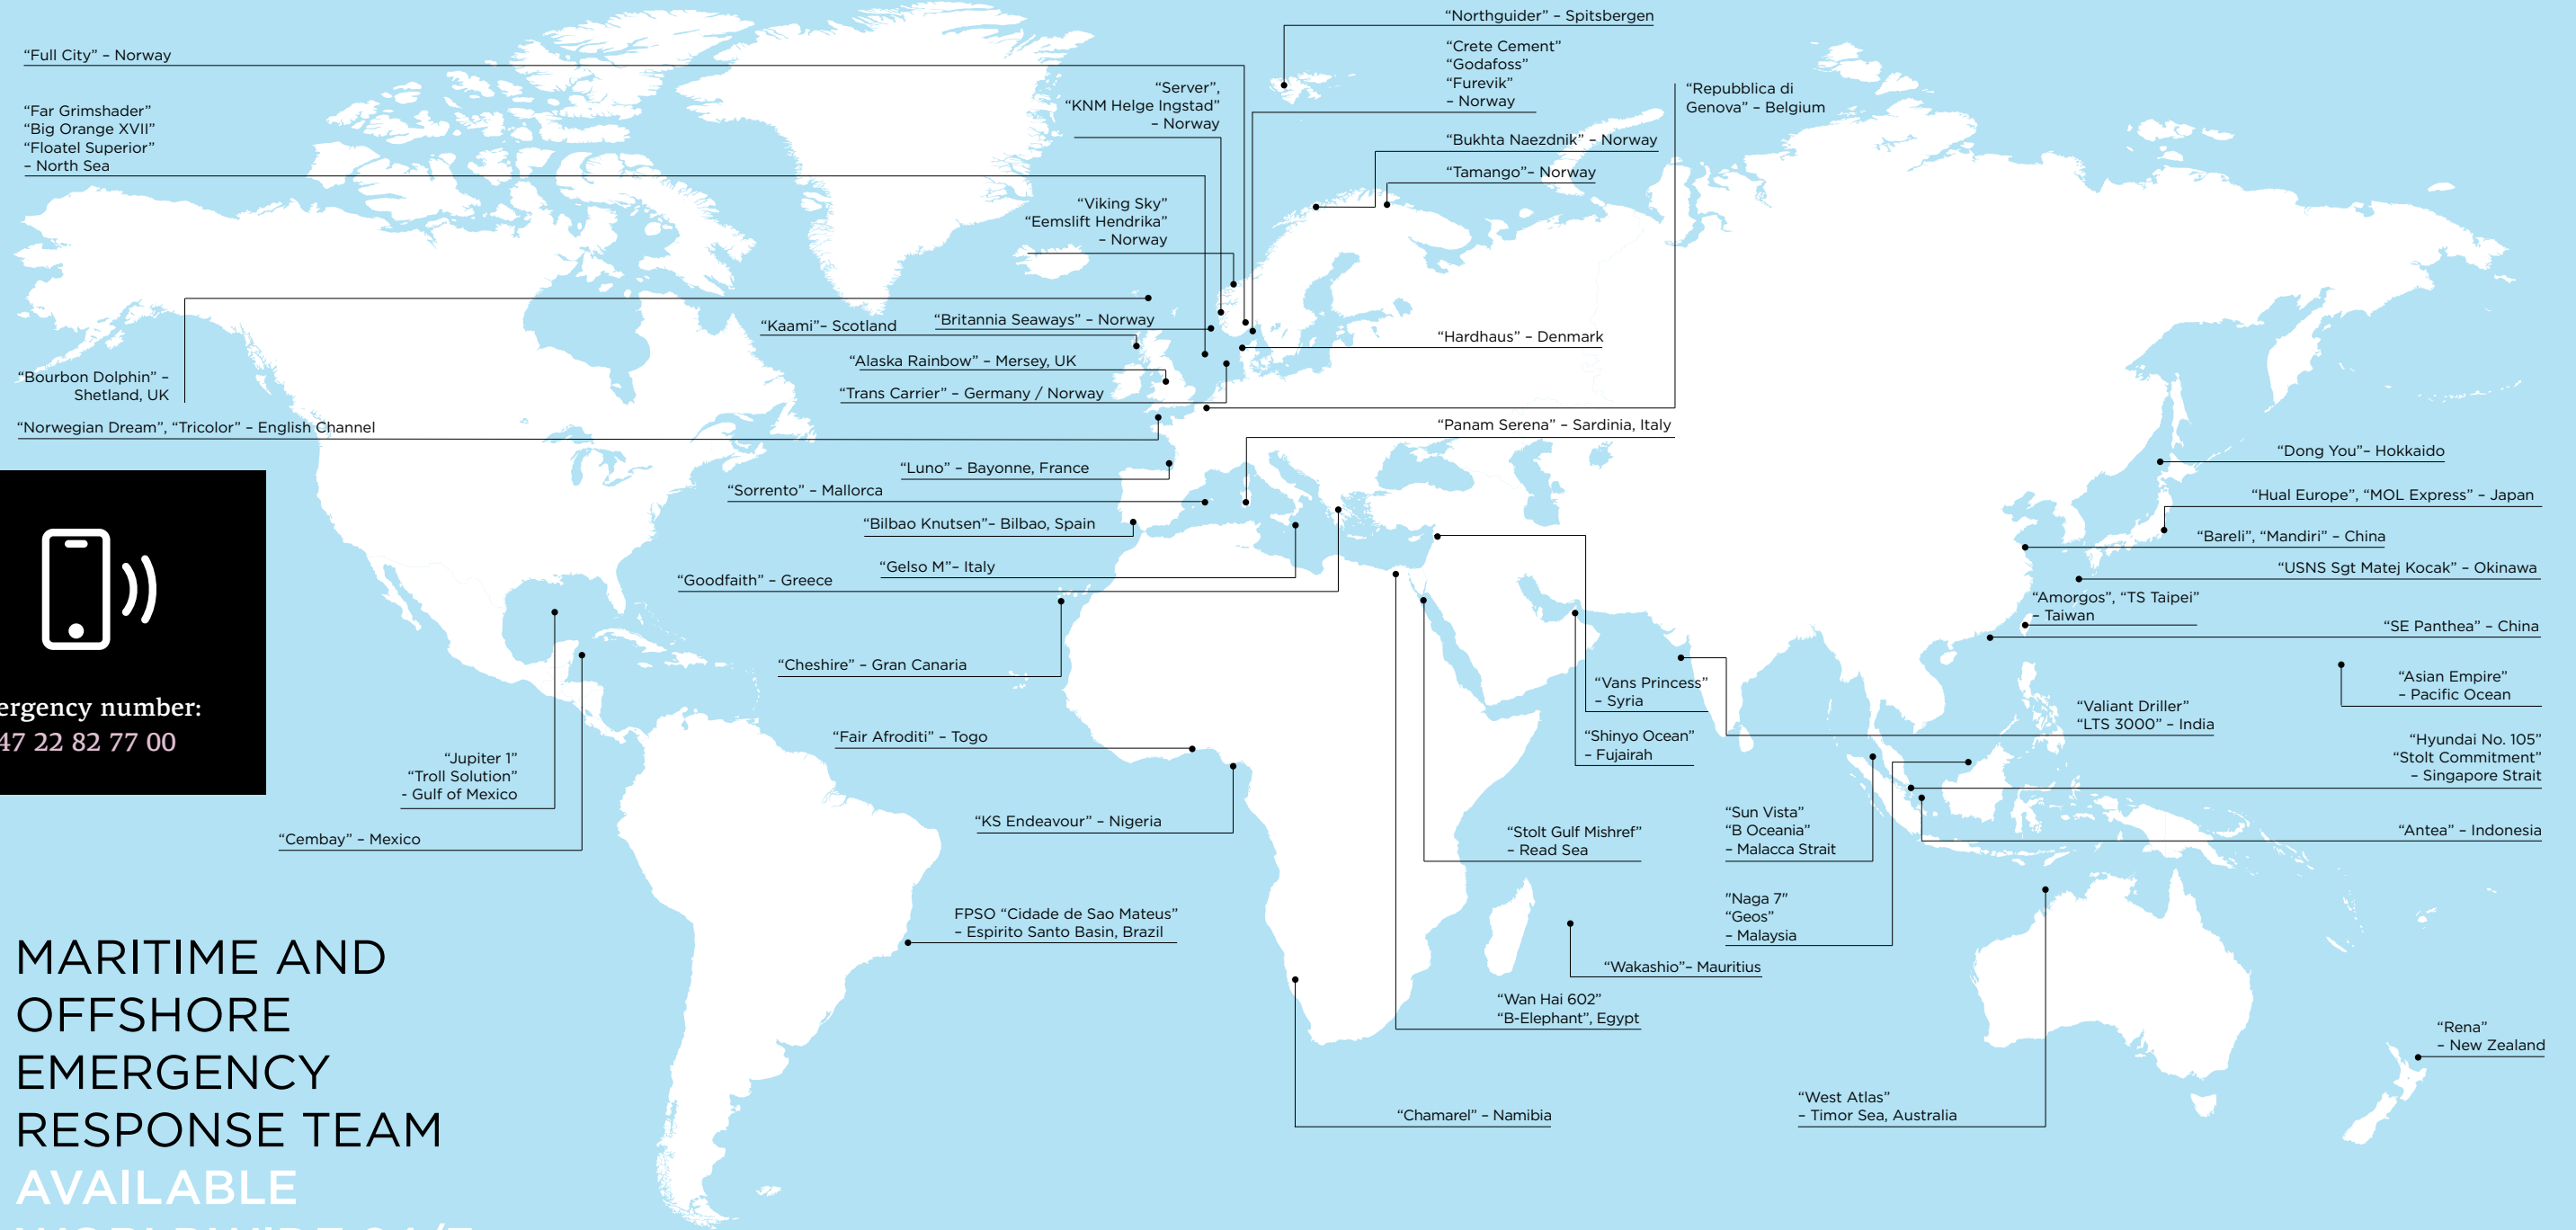 “Northguider” – Spitsbergen
“Full City” – Norway
“Crete Cement”
“Godafoss”
“Furevik”
– Norway
“Server”,
“KNM Helge Ingstad”
– Norway
“Repubblica di
Genova” – Belgium
“Far Grimshader”
“Big Orange XVII”
“Floatel Superior”
– North Sea
“Bukhta Naezdnik” – Norway
“Tamango”– Norway
“Viking Sky”
“Eemslift Hendrika”
– Norway
“Kaami”– Scotland
“Britannia Seaways” – Norway
“Hardhaus” – Denmark
“Alaska Rainbow” – Mersey, UK
“Bourbon Dolphin” –
Shetland, UK
“Trans Carrier” – Germany / Norway
“Norwegian Dream”, “Tricolor” – English Channel
“Panam Serena” – Sardinia, Italy
“Dong You”– Hokkaido
“Luno” – Bayonne, France
“Sorrento” – Mallorca
“Hual Europe”, “MOL Express” – Japan
“Bilbao Knutsen”– Bilbao, Spain
“Bareli”, “Mandiri” – China
“Gelso M”– Italy
“USNS Sgt Matej Kocak” – Okinawa
“Goodfaith” – Greece
“Amorgos”, “TS Taipei”
– Taiwan
“SE Panthea” – China
“Cheshire” – Gran Canaria
“Vans Princess”
– Syria
“Asian Empire”
– Pacific Ocean
ergency number:
47 22 82 77 00
“Valiant Driller”
“LTS 3000” – India
“Fair Afroditi” – Togo
“Shinyo Ocean”
– Fujairah
“Hyundai No. 105”
“Stolt Commitment”
– Singapore Strait
“Jupiter 1”
“Troll Solution”
- Gulf of Mexico
“Cembay” – Mexico
“KS Endeavour” – Nigeria
“Stolt Gulf Mishref”
– Read Sea
“Sun Vista”
“B Oceania”
– Malacca Strait
“Antea” – Indonesia
"Naga 7"
“Geos”
– Malaysia
FPSO “Cidade de Sao Mateus”
– Espirito Santo Basin, Brazil
“Wakashio”– Mauritius
“Wan Hai 602”
“B-Elephant”, Egypt
“Rena”
– New Zealand
“Chamarel” – Namibia
“West Atlas”
– Timor Sea, Australia
MARITIME AND
OFFSHORE
EMERGENCY
RESPONSE TEAM
AVAILABLE
WORLDWIDE 24/7